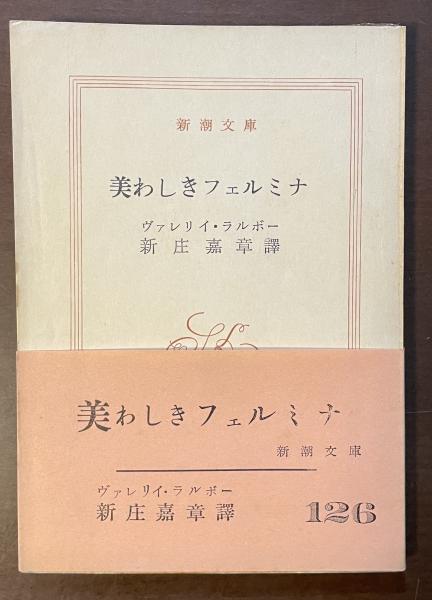 新潮文庫
美わしきフェルミナ
ヴァレリイ・ラルボー
新庄嘉章譯
美わしきフェルミナ
新潮文庫
ヴァレリイ・ラルボー
新庄嘉章譯
126